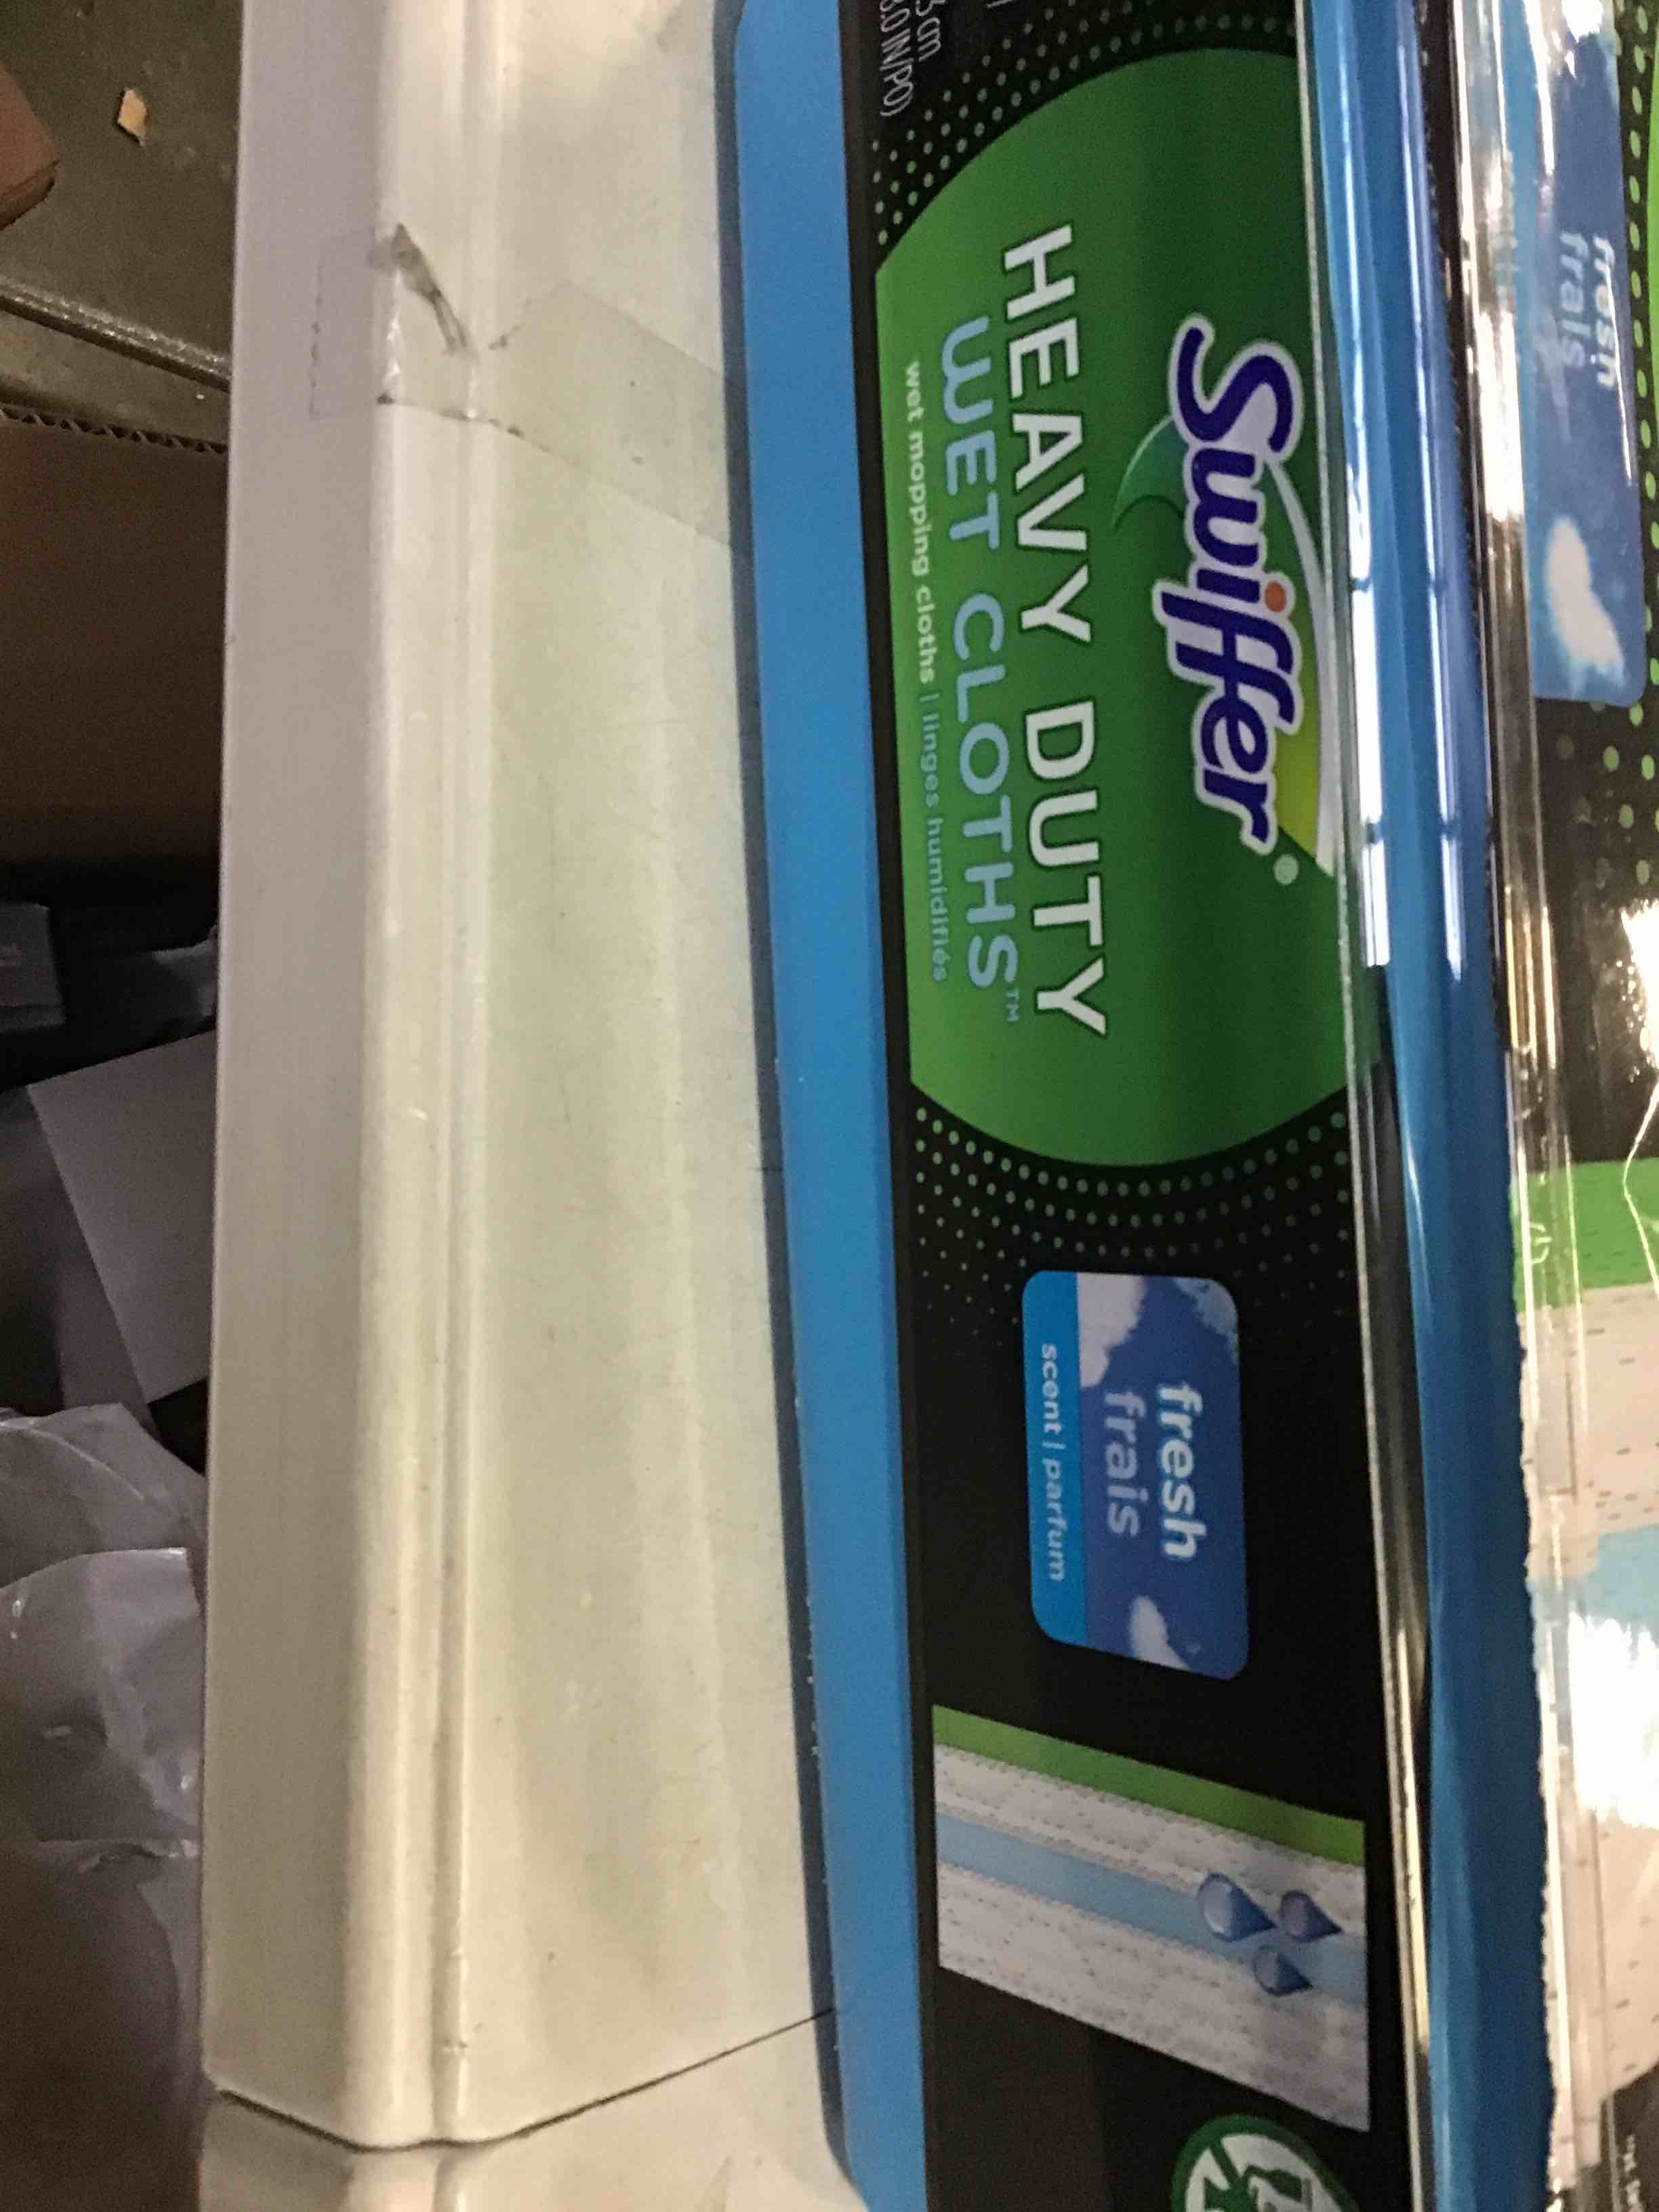 Swiffer
HEAVY DUTY
WET CLOTHS™
wet mopping cloths | linges humidifiés
fresh
frais
scent | parfum
fresh
frais